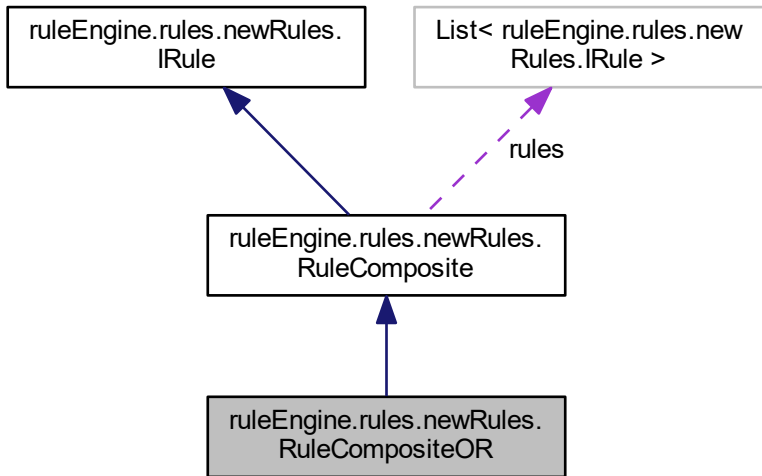 ruleEngine.rules.newRules.
IRule
List< ruleEngine.rules.new
Rules.IRule >
rules
ruleEngine.rules.newRules.
RuleComposite
ruleEngine.rules.newRules.
RuleCompositeOR